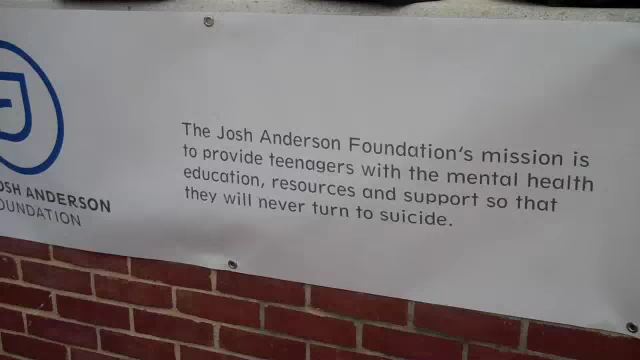 The Josh Anderson Foundation's mission is
to provide teenagers with the mental health
education, resources and support so that
they will never turn to suicide.
OSH ANDERSON
OUNDATION